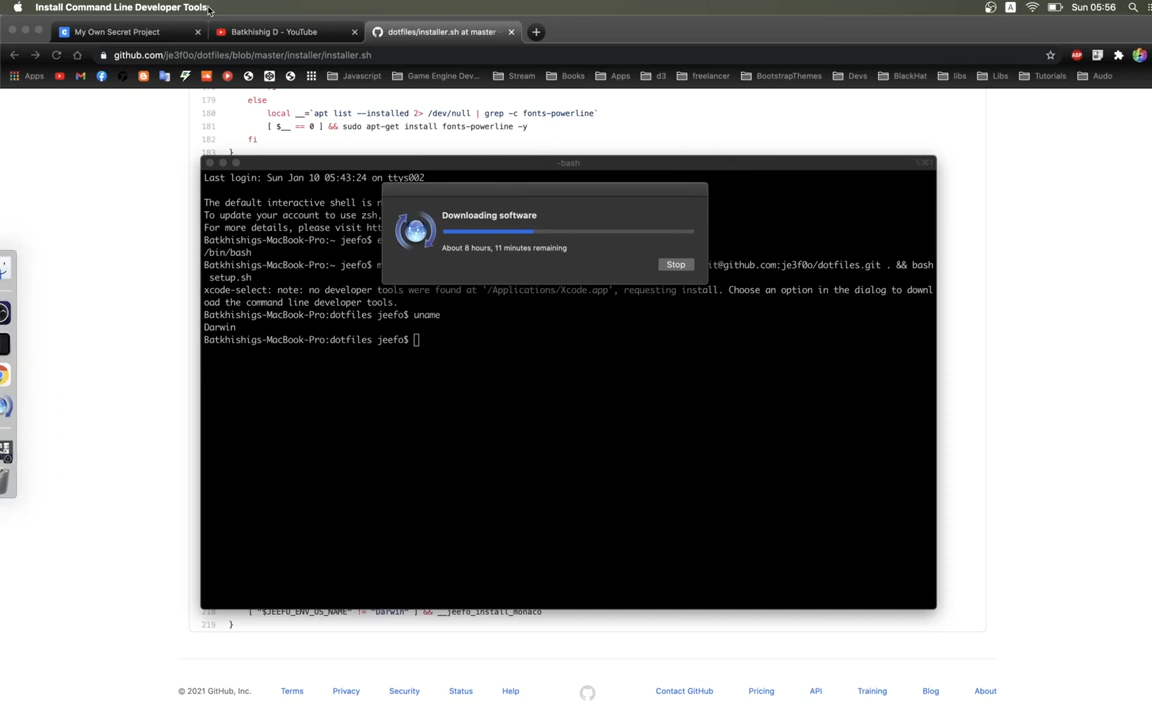 Install Command Line Developer Tools
Sun 05:56
My Own Secret Project
Batkhishig D - YouTube
dotfiles/installer.sh at master
github.com/je3f0o/dotfiles/blob/master/installer/installer.sh
Apps
Javascript
Game Engine Dev...
Stream
Books
Apps
d3
freelancer
BootstrapThemes
Devs
BlackHat
libs
Libs
Tutorials
Audo
179 else
180 local __=`apt list --installed 2> /dev/null | grep -c fonts-powerline`
181 [ $__ == 0 ] && sudo apt-get install fonts-powerline -y
182 fi
183 }
-bash
Last login: Sun Jan 10 05:43:24 on ttys002
The default interactive shell is
To update your account to use zsh,
For more details, please visit
Batkhishigs-MacBook-Pro:~ jeefo$
/bin/bash
Batkhishigs-MacBook-Pro:~ jeefo$
it@github.com:je3f0o/dotfiles.git . && bash
setup.sh
xcode-select: note: no developer tools were found at '/Applications/Xcode.app', requesting install. Choose an option in the dialog to downl
oad the command line developer tools.
Batkhishigs-MacBook-Pro:dotfiles jeefo$ uname
Darwin
Batkhishigs-MacBook-Pro:dotfiles jeefo$
Downloading software
About 8 hours, 11 minutes remaining
Stop
218 [ "$JEEFO_ENV_OS_NAME" != "Darwin" ] && __jeefo_install_monaco
219 }
© 2021 GitHub, Inc.
Terms
Privacy
Security
Status
Help
Contact GitHub
Pricing
API
Training
Blog
About